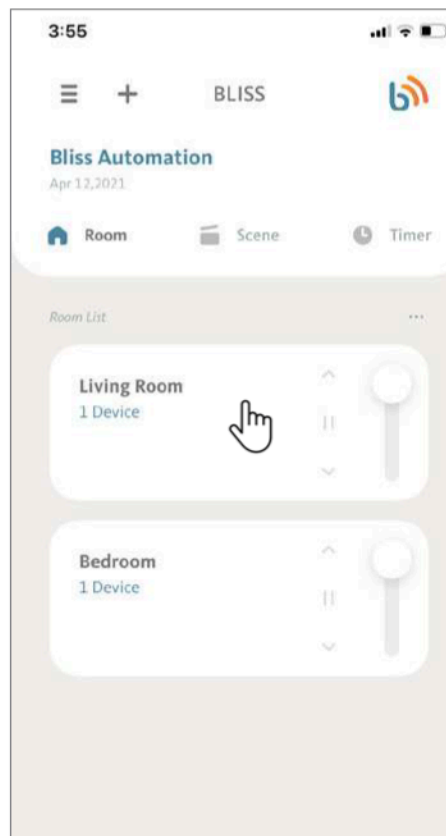 3:55
BLISS
Bliss Automation
Apr 12,2021
Room Scene Timer
Room List
Living Room
1 Device
Bedroom
1 Device